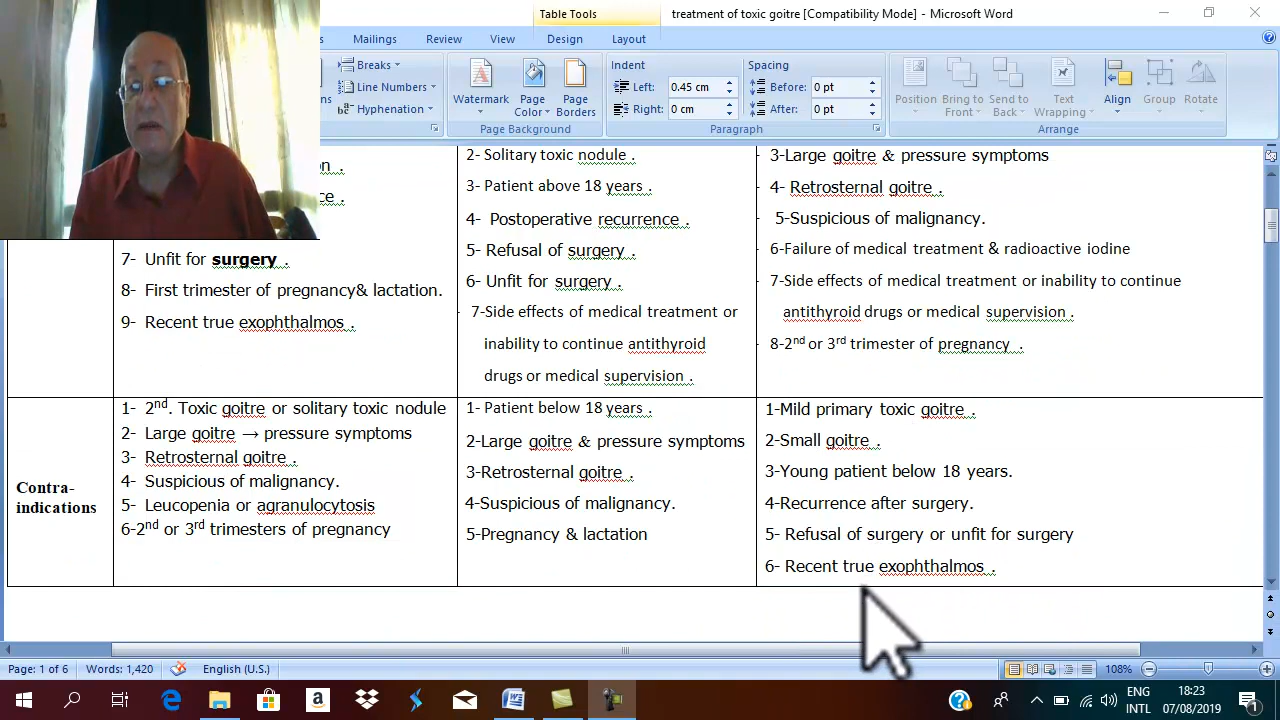 Table Tools
treatment of toxic goitre [Compatibility Mode] - Microsoft Word
Mailings
Review
View
Design
Layout
Breaks
Line Numbers
Hyphenation
Watermark
Page Color
Page Borders
Page Background
Indent
Left: 0.45 cm
Right: 0 cm
Spacing
Before: 0 pt
After: 0 pt
Paragraph
Position
Bring to Front
Send to Back
Text Wrapping
Align
Group
Rotate
Arrange
7- Unfit for surgery .
8- First trimester of pregnancy& lactation.
9- Recent true exophthalmos .
2- Solitary toxic nodule .
3- Patient above 18 years .
4- Postoperative recurrence .
5- Refusal of surgery .
6- Unfit for surgery .
7-Side effects of medical treatment or
inability to continue antithyroid
drugs or medical supervision .
3-Large goitre & pressure symptoms
4- Retrosternal goitre .
5-Suspicious of malignancy.
6-Failure of medical treatment & radioactive iodine
7-Side effects of medical treatment or inability to continue
antithyroid drugs or medical supervision .
8-2nd or 3rd trimester of pregnancy .
Contra-
indications
1- 2nd. Toxic goitre or solitary toxic nodule
2- Large goitre → pressure symptoms
3- Retrosternal goitre .
4- Suspicious of malignancy.
5- Leucopenia or agranulocytosis
6-2nd or 3rd trimesters of pregnancy
1- Patient below 18 years .
2-Large goitre & pressure symptoms
3-Retrosternal goitre .
4-Suspicious of malignancy.
5-Pregnancy & lactation
1-Mild primary toxic goitre .
2-Small goitre .
3-Young patient below 18 years.
4-Recurrence after surgery.
5- Refusal of surgery or unfit for surgery
6- Recent true exophthalmos .
Page: 1 of 6
Words: 1,420
English (U.S.)
108%
ENG
INTL
18:23
07/08/2019